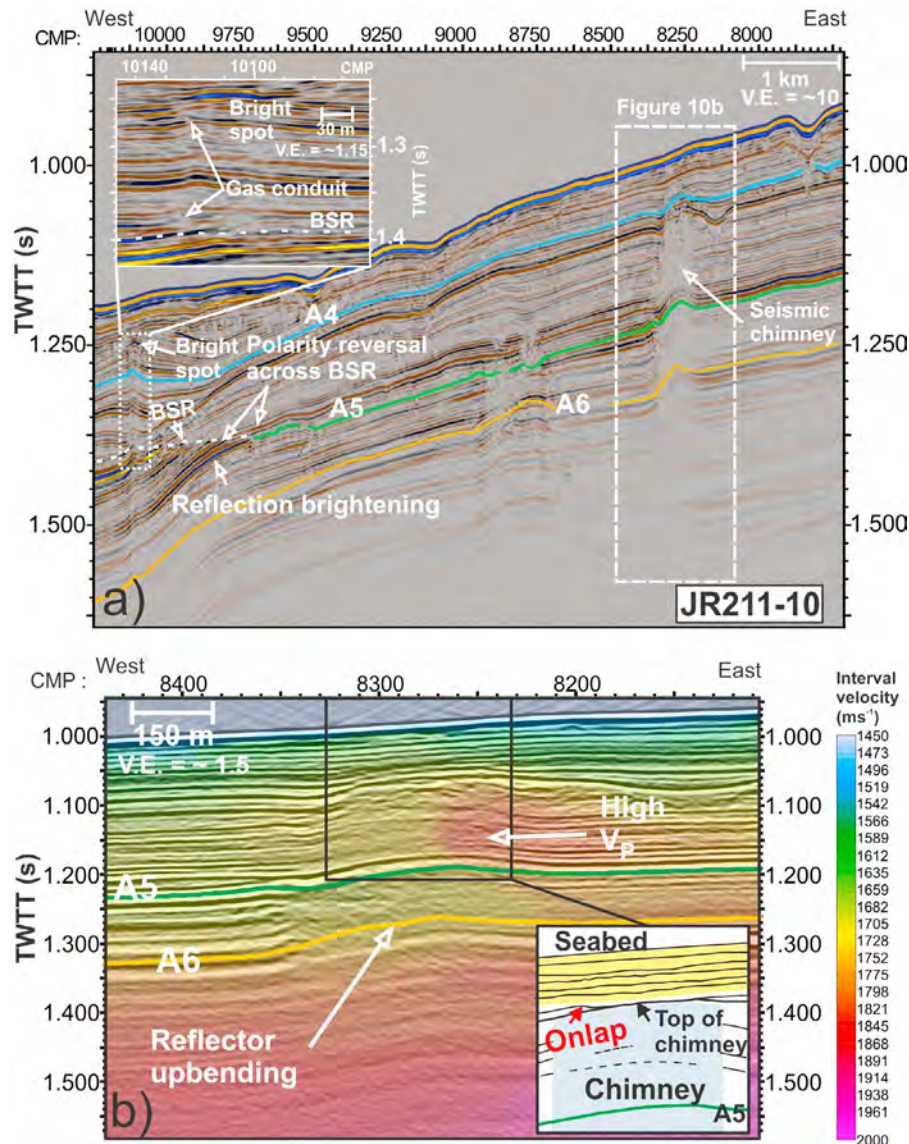 West East
CMP: 10000 9750 9500 9250 9000 8750 8500 8250 8000
10140 10100 CMP
Bright spot
30 m
V.E. = ~1.15
1.3
TWTT (s)
Gas conduit
BSR
1.4
Figure 10b
1 km
V.E. = ~10
1.000 1.000
TWTT (s)
A4
Seismic chimney
1.250 1.250
Bright spot
Polarity reversal across BSR
BSR
A5
A6
Reflection brightening
1.500 1.500
a)
JR211-10
West East
CMP : 8400 8300 8200
150 m
V.E. = ~ 1.5
1.000 1.000
1.100 1.100
High VP
TWTT (s)
A5
1.200 1.200
A6
1.300 1.300
Reflector upbending
1.400 1.400
1.500 1.500
b)
Seabed
Onlap
Top of chimney
Chimney
A5
Interval velocity (ms-1)
1450
1473
1496
1519
1542
1566
1589
1612
1635
1659
1682
1705
1728
1752
1775
1798
1821
1845
1868
1891
1914
1938
1961
2000